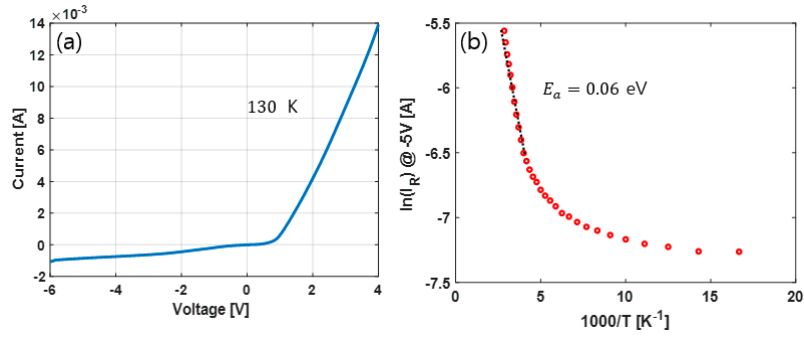 14 × 10⁻³
(a)
12
10
8
6
4
2
0
-2
130 K
Current [A]
-6
-4
-2
0
2
4
Voltage [V]
-5.5
(b)
-6
-6.5
-7
-7.5
Eₐ = 0.06 eV
ln(I_R) @ -5V [A]
0
5
10
15
20
1000/T [K⁻¹]